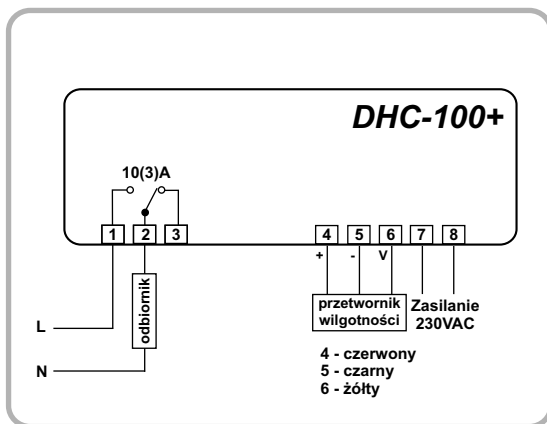 DHC-100+
10(3)A
1 2 3 4 5 6 7 8
+ - V
odbiornik
przetwornik
wilgotności
Zasilanie
230VAC
L
N
4 - czerwony
5 - czarny
6 - żółty